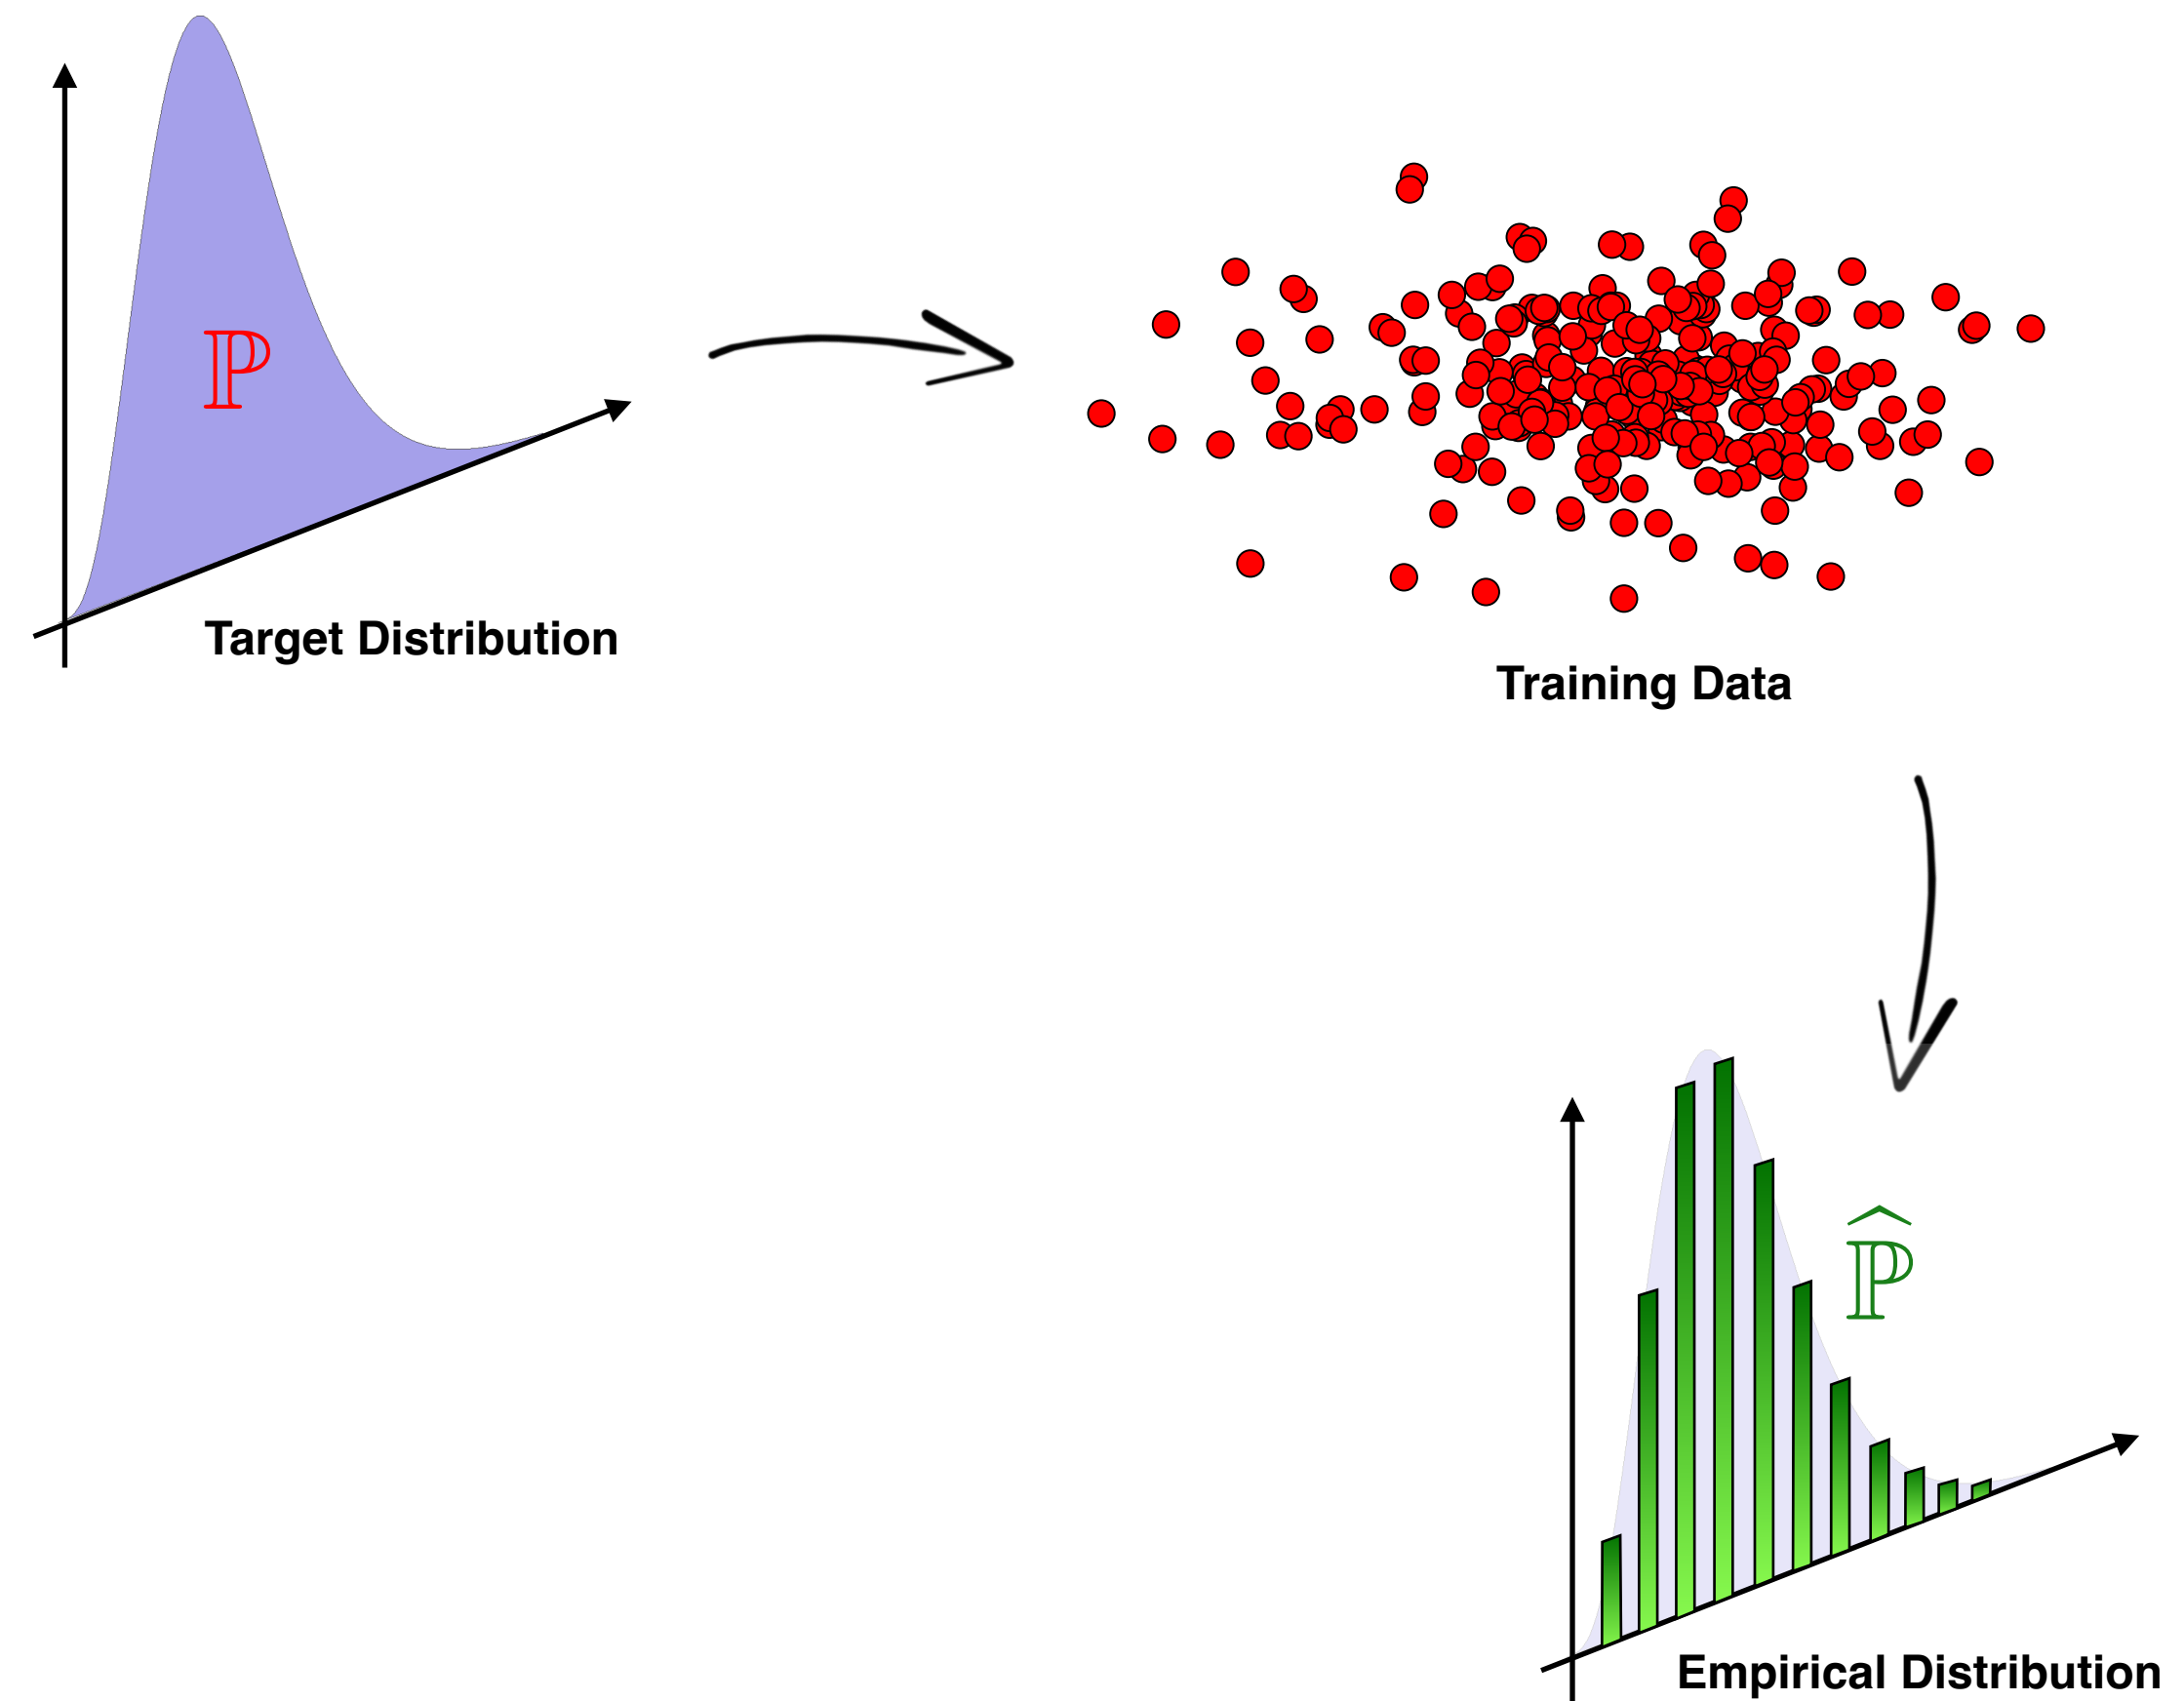 ℙ
Target Distribution
Training Data
ℙ̂
Empirical Distribution